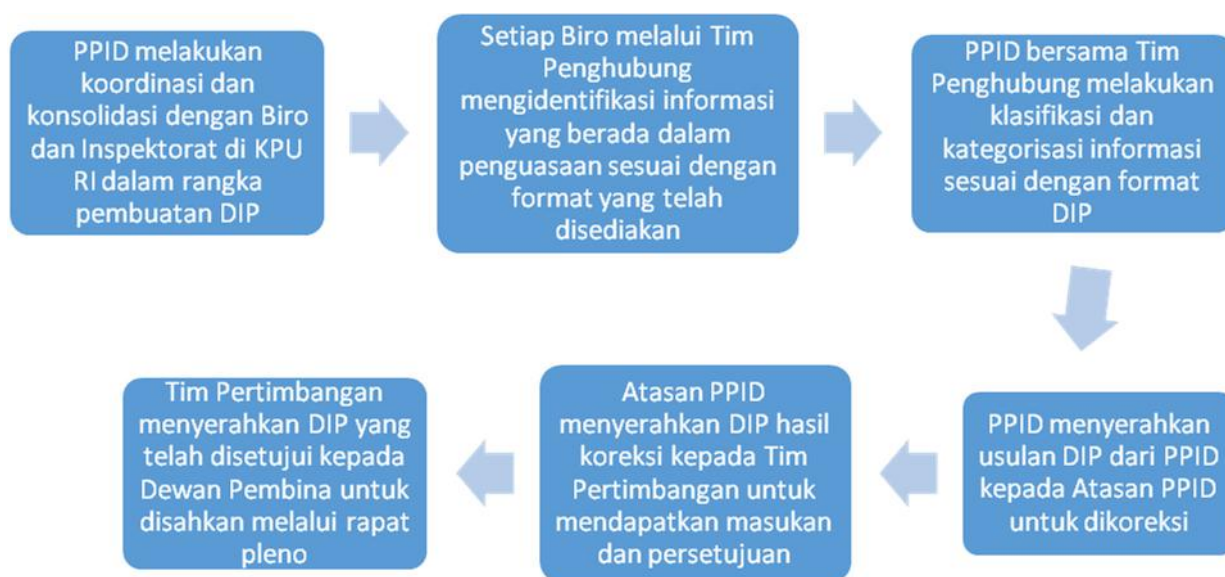 PPID melakukan
koordinasi dan
konsolidasi dengan Biro
dan Inspektorat di KPU
RI dalam rangka
pembuatan DIP
Setiap Biro melalui Tim
Penghubung
mengidentifikasi informasi
yang berada dalam
penguasaan sesuai dengan
format yang telah
disediakan
PPID bersama Tim
Penghubung melakukan
klasifikasi dan
kategorisasi informasi
sesuai dengan format
DIP
PPID menyerahkan
usulan DIP dari PPID
kepada Atasan PPID
untuk dikoreksi
Atasan PPID
menyerahkan DIP hasil
koreksi kepada Tim
Pertimbangan untuk
mendapatkan masukan
dan persetujuan
Tim Pertimbangan
menyerahkan DIP yang
telah disetujui kepada
Dewan Pembina untuk
disahkan melalui rapat
pleno